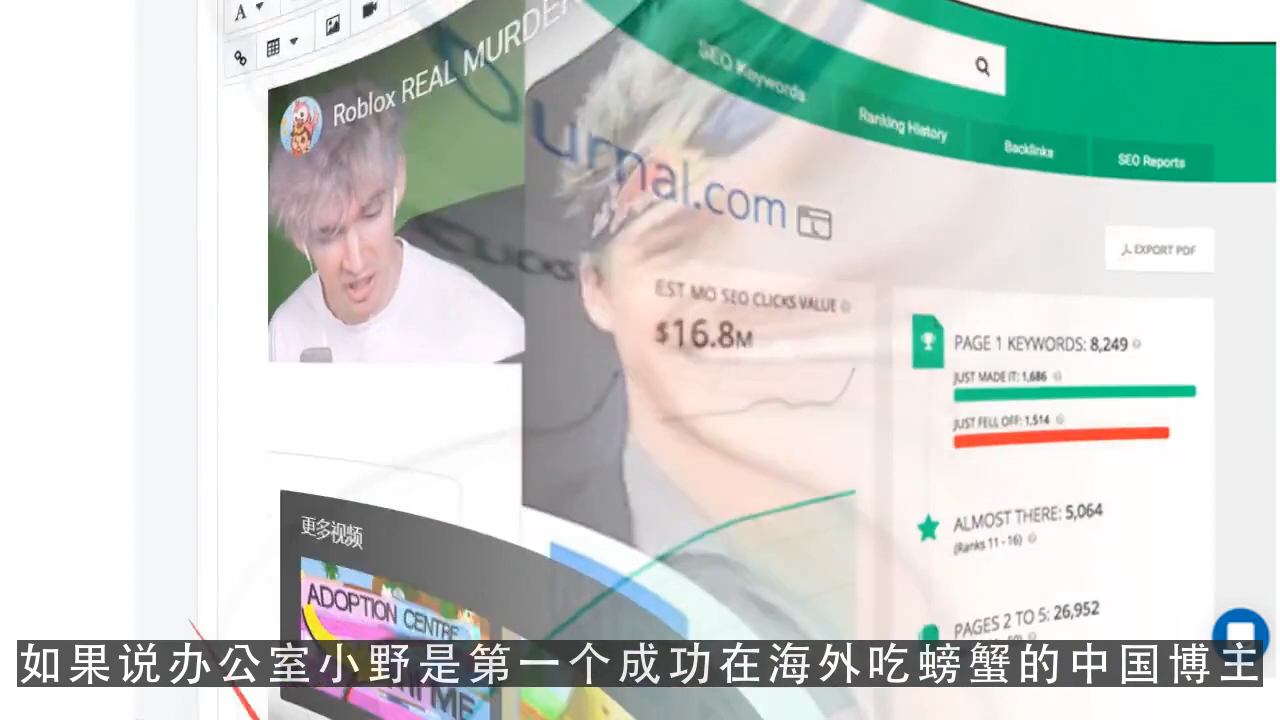 A
Roblox REAL MURDER
SEO Keywords
Ranking History
Backlinks
SEO Reports
urnal.com
EXPORT PDF
CLICKS
EST MO SEO CLICKS VALUE
$16.8M
PAGE 1 KEYWORDS: 8,249
JUST MADE IT: 1,686
JUST FELL OFF: 1,514
ALMOST THERE: 5,064
(Ranks 11 - 16)
PAGES 2 TO 5: 26,952
更多视频
ADOPTION CENTRE
如果说办公室小野是第一个成功在海外吃螃蟹的中国博主